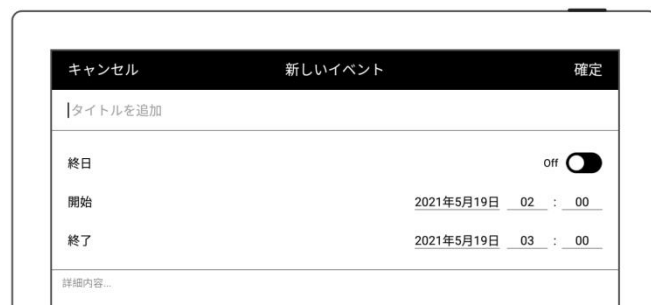 キャンセル 新しいイベント 確定
タイトルを追加
終日 Off
開始 2021年5月19日 02 : 00
終了 2021年5月19日 03 : 00
詳細内容...